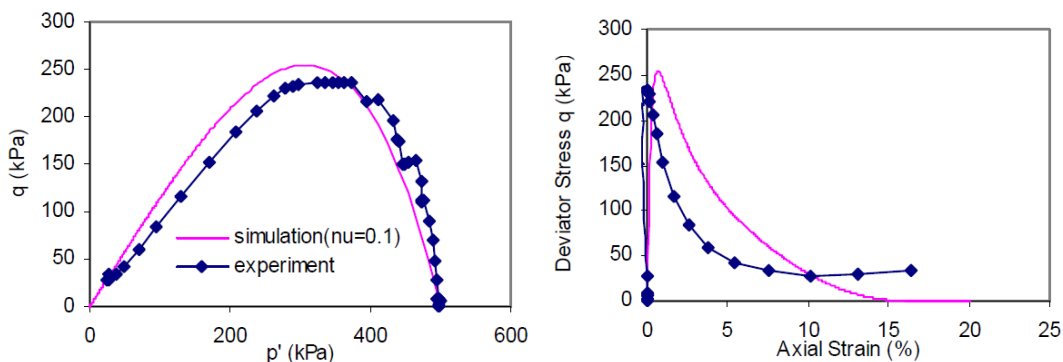 300
250
200
150
100
50
0
q (kPa)
simulation(nu=0.1)
experiment
0 200 400 600
p' (kPa)
300
250
200
150
100
50
0
Deviator Stress q (kPa)
0 5 10 15 20 25
Axial Strain (%)